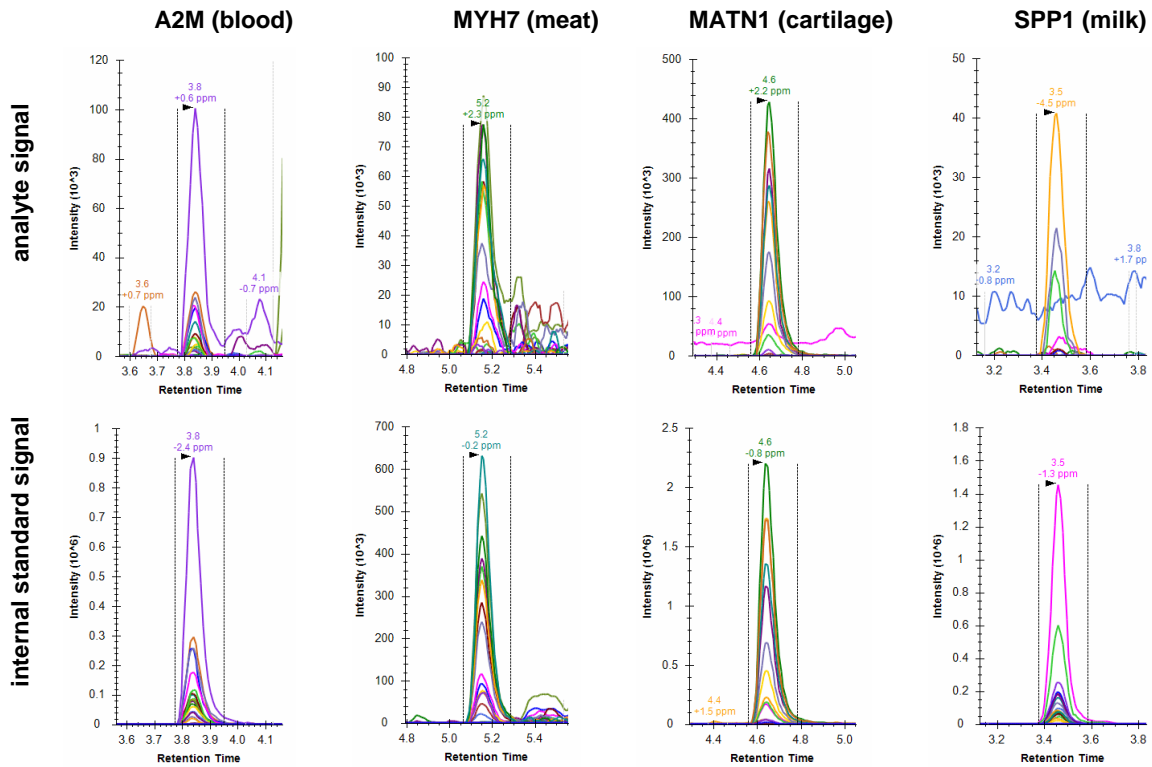 A2M (blood) MYH7 (meat) MATN1 (cartilage) SPP1 (milk)
analyte signal
Intensity (10^3)
120
100
80
60
40
20
0
3.8
+0.6 ppm
3.6
+0.7 ppm
4.1
-0.7 ppm
3.6 3.7 3.8 3.9 4.0 4.1
Retention Time
Intensity (10^3)
100
90
80
70
60
50
40
30
20
10
0
5.2
+2.3 ppm
4.8 5.0 5.2 5.4
Retention Time
Intensity (10^3)
500
400
300
200
100
0
4.6
+2.2 ppm
.3 .4
ppm ppm
4.4 4.6 4.8 5.0
Retention Time
Intensity (10^3)
50
40
30
20
10
0
3.5
-4.5 ppm
3.2
-0.8 ppm
3.8
+1.7 pp
3.2 3.4 3.6 3.8
Retention Time
internal standard signal
Intensity (10^6)
1
0.9
0.8
0.7
0.6
0.5
0.4
0.3
0.2
0.1
0
3.8
-2.4 ppm
3.6 3.7 3.8 3.9 4.0 4.1
Retention Time
Intensity (10^3)
700
600
500
400
300
200
100
0
5.2
-0.2 ppm
4.8 5.0 5.2 5.4
Retention Time
Intensity (10^6)
2.5
2
1.5
1
0.5
0
4.6
-0.8 ppm
4.4
+1.5 ppm
4.4 4.6 4.8 5.0
Retention Time
Intensity (10^6)
1.8
1.6
1.4
1.2
1
0.8
0.6
0.4
0.2
0
3.5
-1.3 ppm
3.2 3.4 3.6 3.8
Retention Time